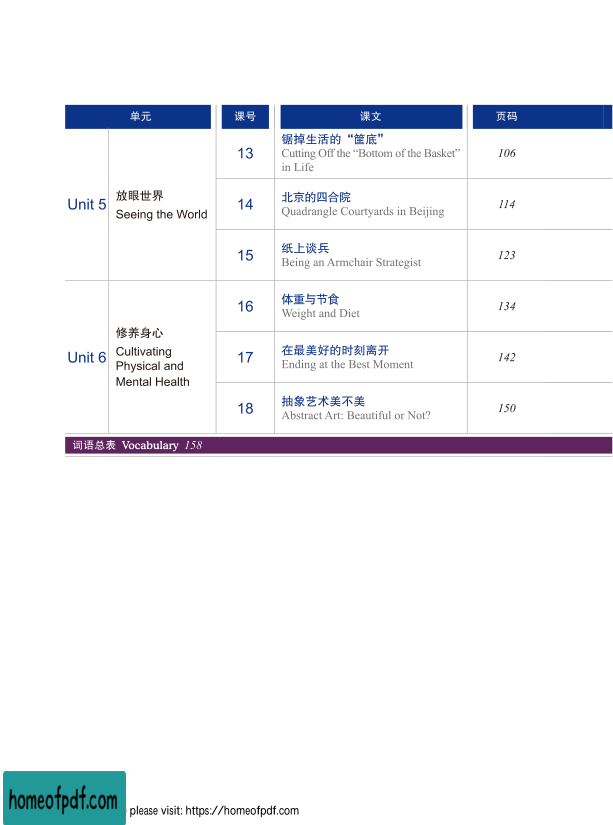 单元 课号 课文 页码
Unit 5
放眼世界
Seeing the World
13
锯掉生活的“筐底”
Cutting Off the “Bottom of the Basket”
in Life
106
14
北京的四合院
Quadrangle Courtyards in Beijing
114
15
纸上谈兵
Being an Armchair Strategist
123
Unit 6
修养身心
Cultivating
Physical and
Mental Health
16
体重与节食
Weight and Diet
134
17
在最美好的时刻离开
Ending at the Best Moment
142
18
抽象艺术美不美
Abstract Art: Beautiful or Not?
150
词语总表 Vocabulary 158
homeofpdf.com
please visit: https://homeofpdf.com